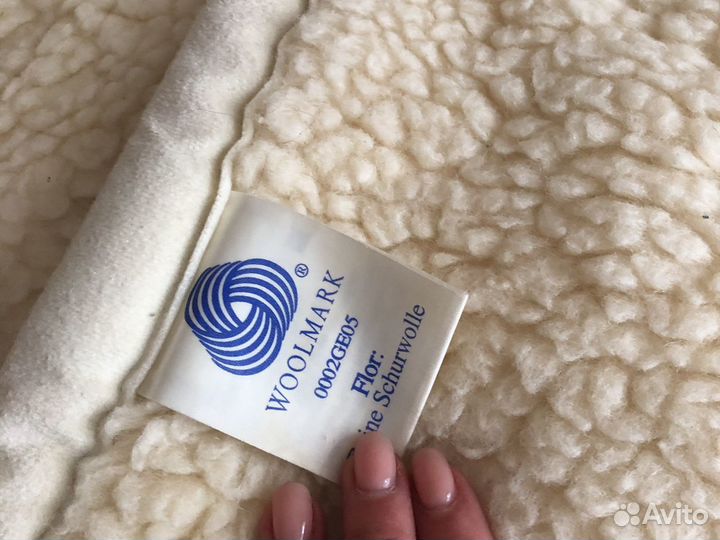 ®
WOOLMARK
0002GE05
Flor:
Schurwolle
Avito